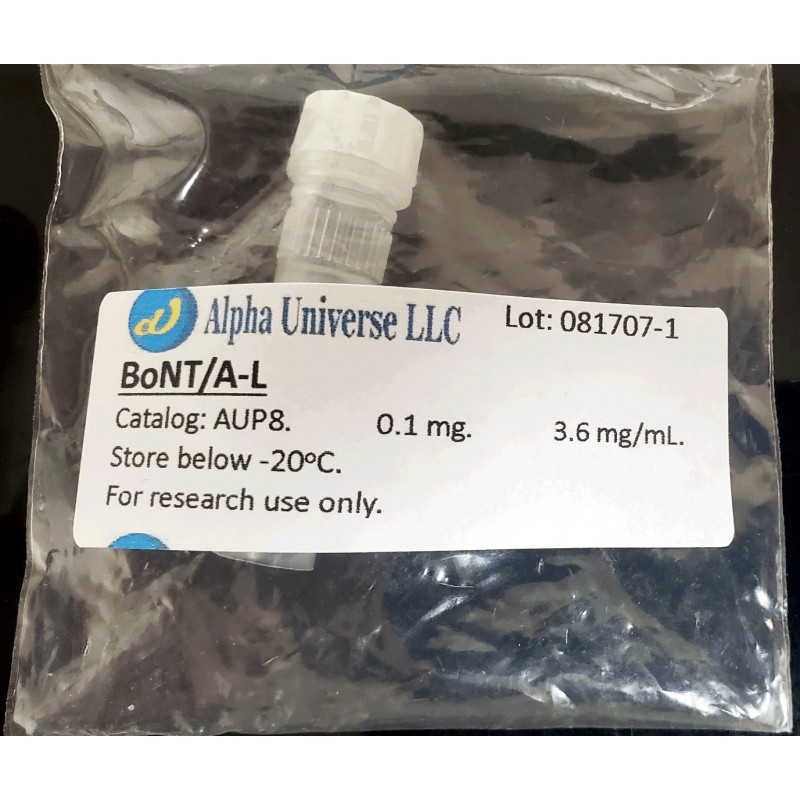 Alpha Universe LLC Lot: 081707-1
BoNT/A-L
Catalog: AUP8. 0.1 mg. 3.6 mg/mL.
Store below -20°C.
For research use only.